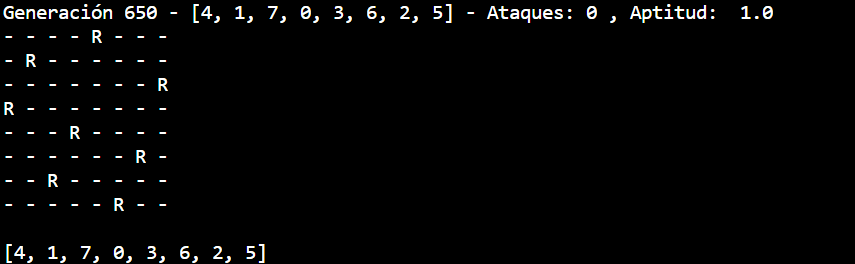 Generación 650 - [4, 1, 7, 0, 3, 6, 2, 5] - Ataques: 0 , Aptitud:  1.0
- - - - R - - -
- R - - - - - -
- - - - - - - R
R - - - - - - -
- - - R - - - -
- - - - - - R -
- - R - - - - -
- - - - - R - -
[4, 1, 7, 0, 3, 6, 2, 5]